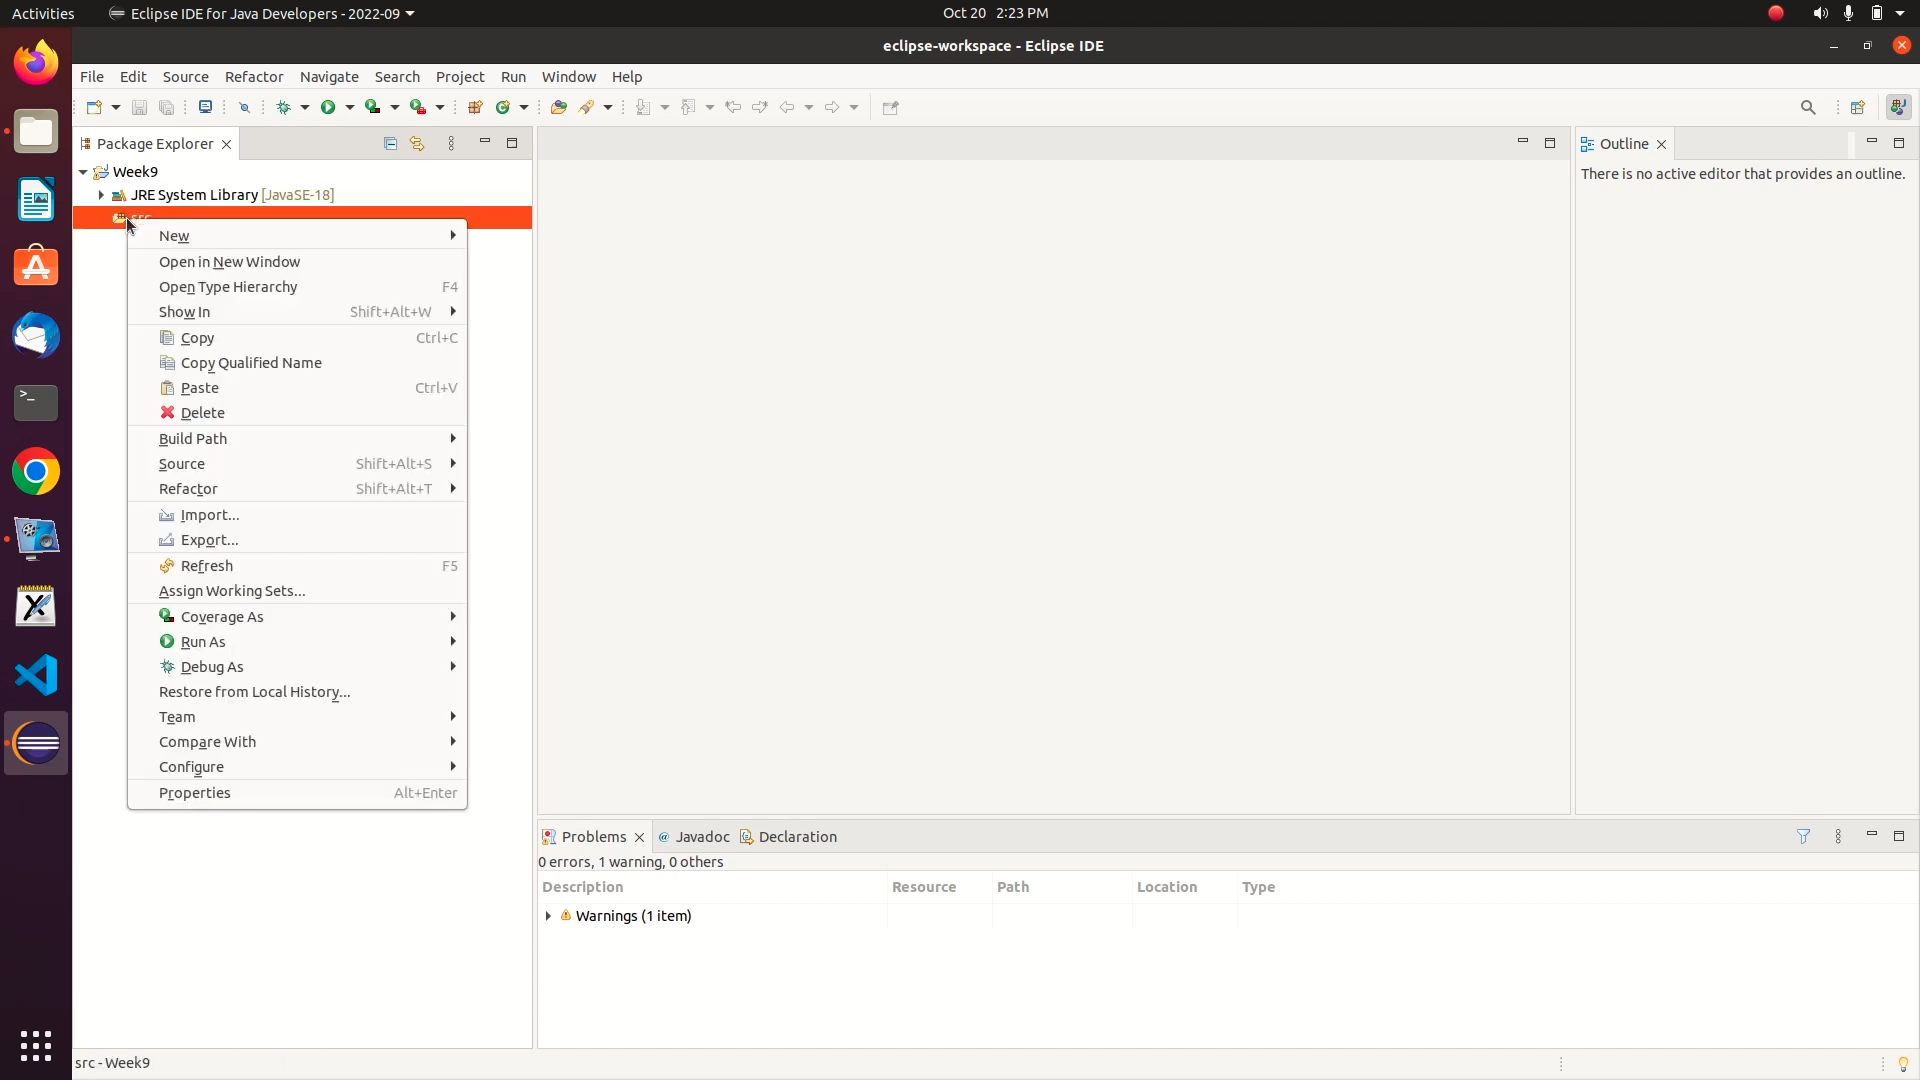 Activities
Eclipse IDE for Java Developers - 2022-09
Oct 20 2:23 PM
eclipse-workspace - Eclipse IDE
File Edit Source Refactor Navigate Search Project Run Window Help
Package Explorer
Week9
JRE System Library [JavaSE-18]
src
New
Open in New Window
Open Type Hierarchy F4
Show In Shift+Alt+W
Copy Ctrl+C
Copy Qualified Name
Paste Ctrl+V
Delete
Build Path
Source Shift+Alt+S
Refactor Shift+Alt+T
Import...
Export...
Refresh F5
Assign Working Sets...
Coverage As
Run As
Debug As
Restore from Local History...
Team
Compare With
Configure
Properties Alt+Enter
Outline
There is no active editor that provides an outline.
Problems Javadoc Declaration
0 errors, 1 warning, 0 others
Description Resource Path Location Type
Warnings (1 item)
src - Week9